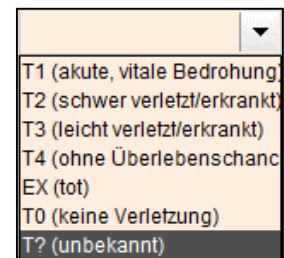 T1 (akute, vitale Bedrohung)
T2 (schwer verletzt/erkrankt)
T3 (leicht verletzt/erkrankt)
T4 (ohne Überlebenschanc
EX (tot)
T0 (keine Verletzung)
T? (unbekannt)